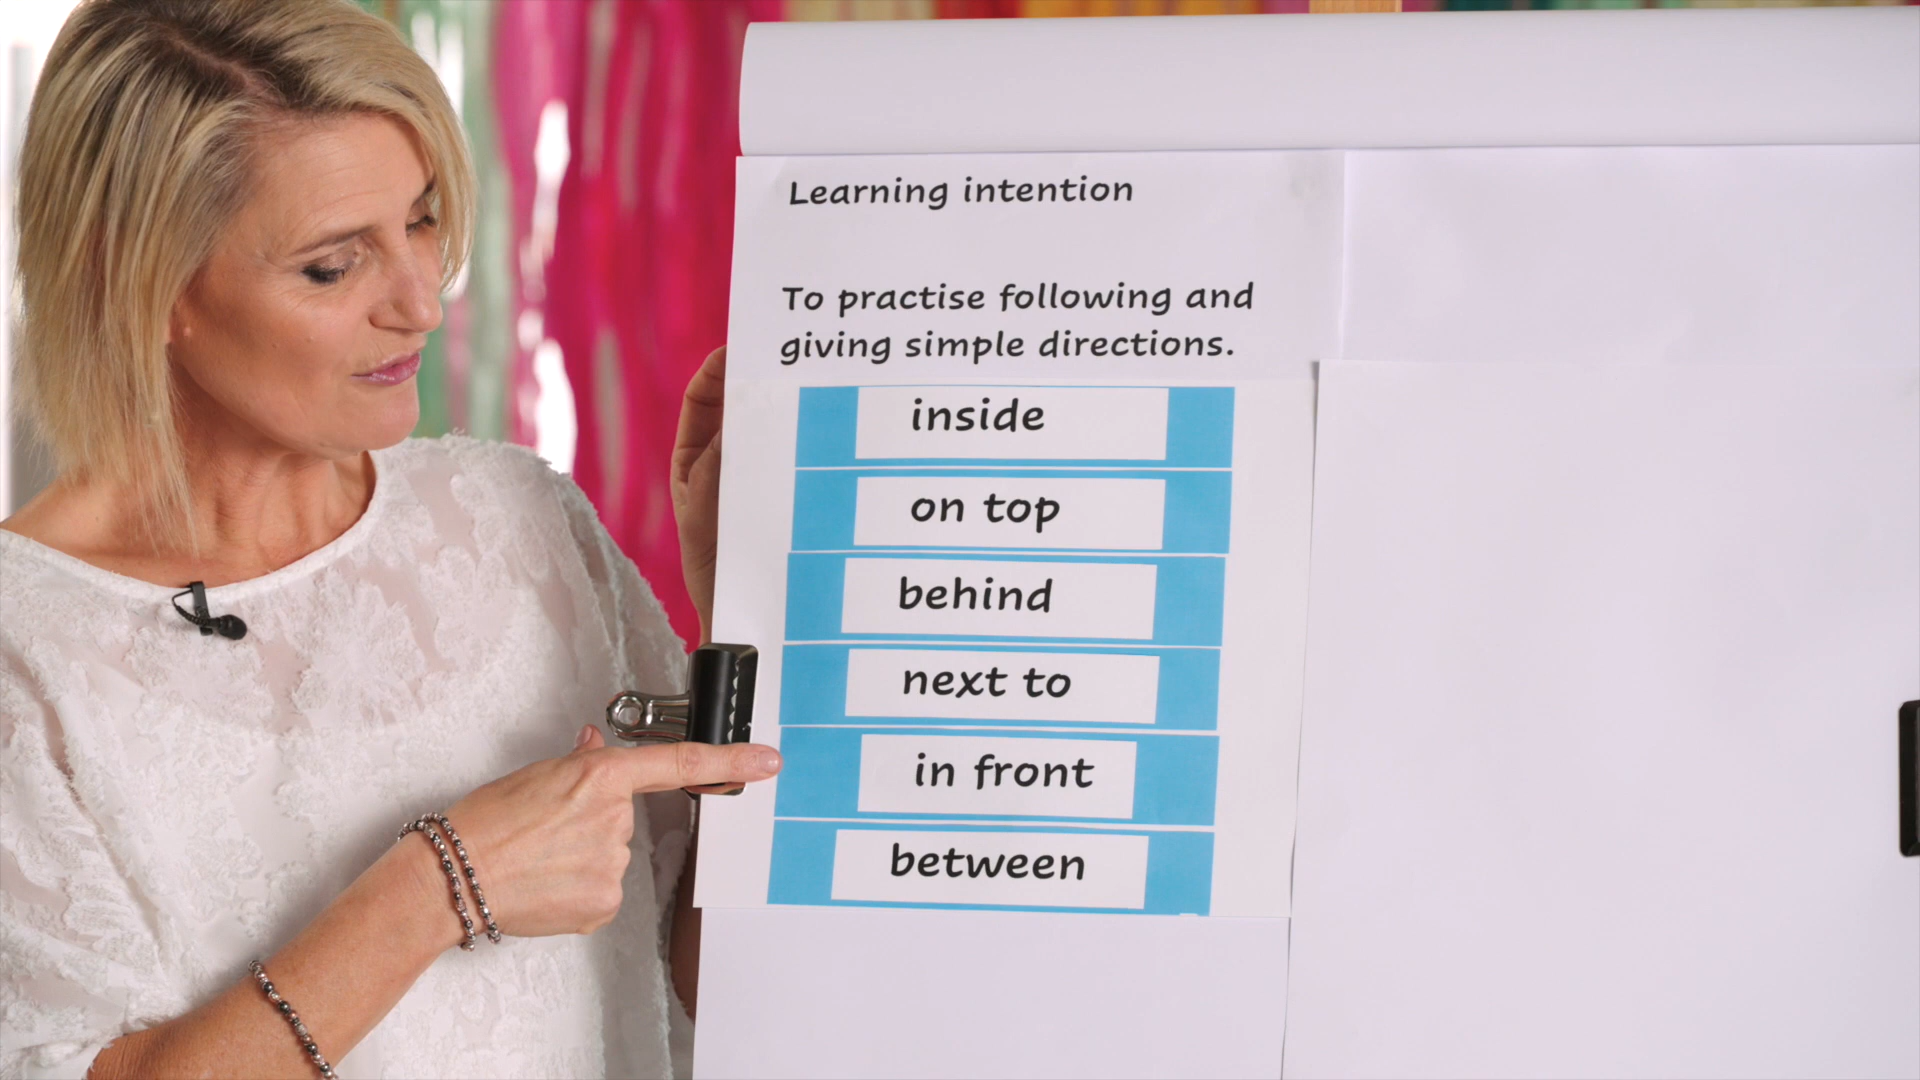 Learning intention
To practise following and
giving simple directions.
inside
on top
behind
next to
in front
between